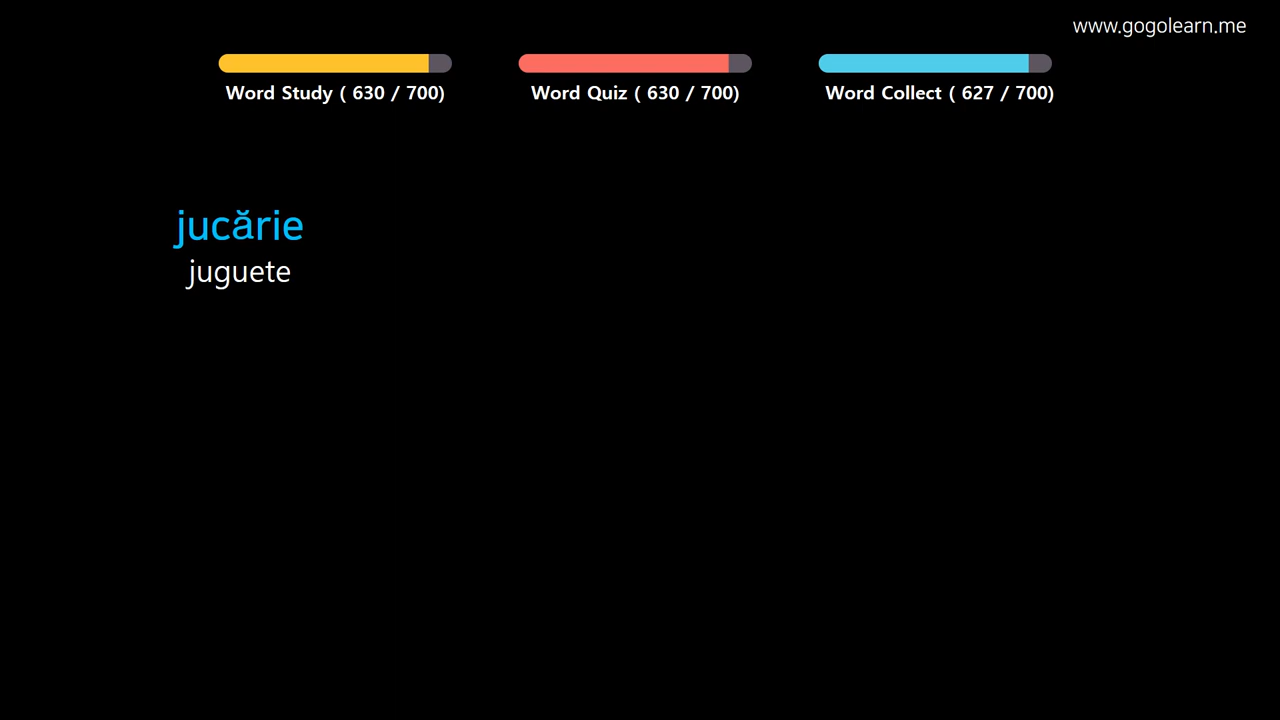 www.gogolearn.me
Word Study ( 630 / 700)
Word Quiz ( 630 / 700)
Word Collect ( 627 / 700)
jucărie
juguete